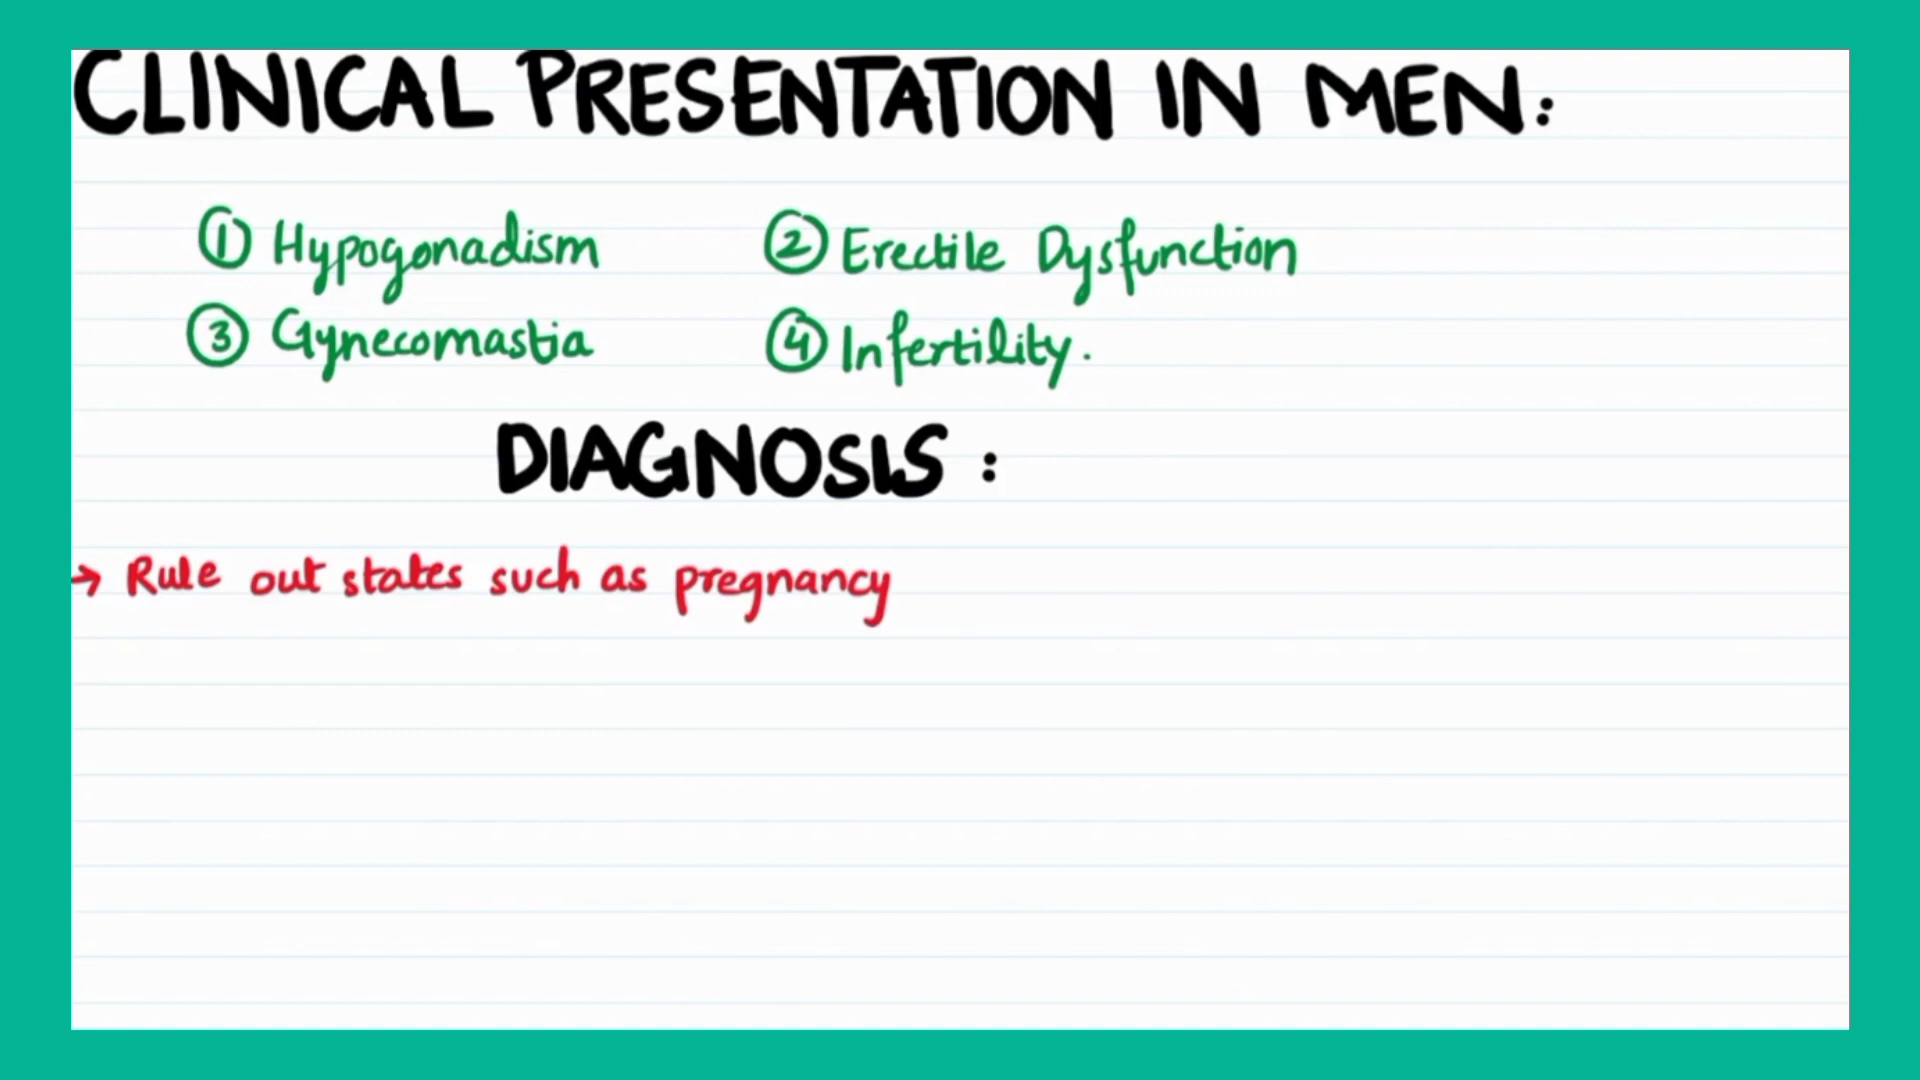 CLINICAL PRESENTATION IN MEN:
① Hypogonadism ② Erectile Dysfunction
③ Gynecomastia ④ Infertility.
DIAGNOSIS :
→ Rule out states such as pregnancy